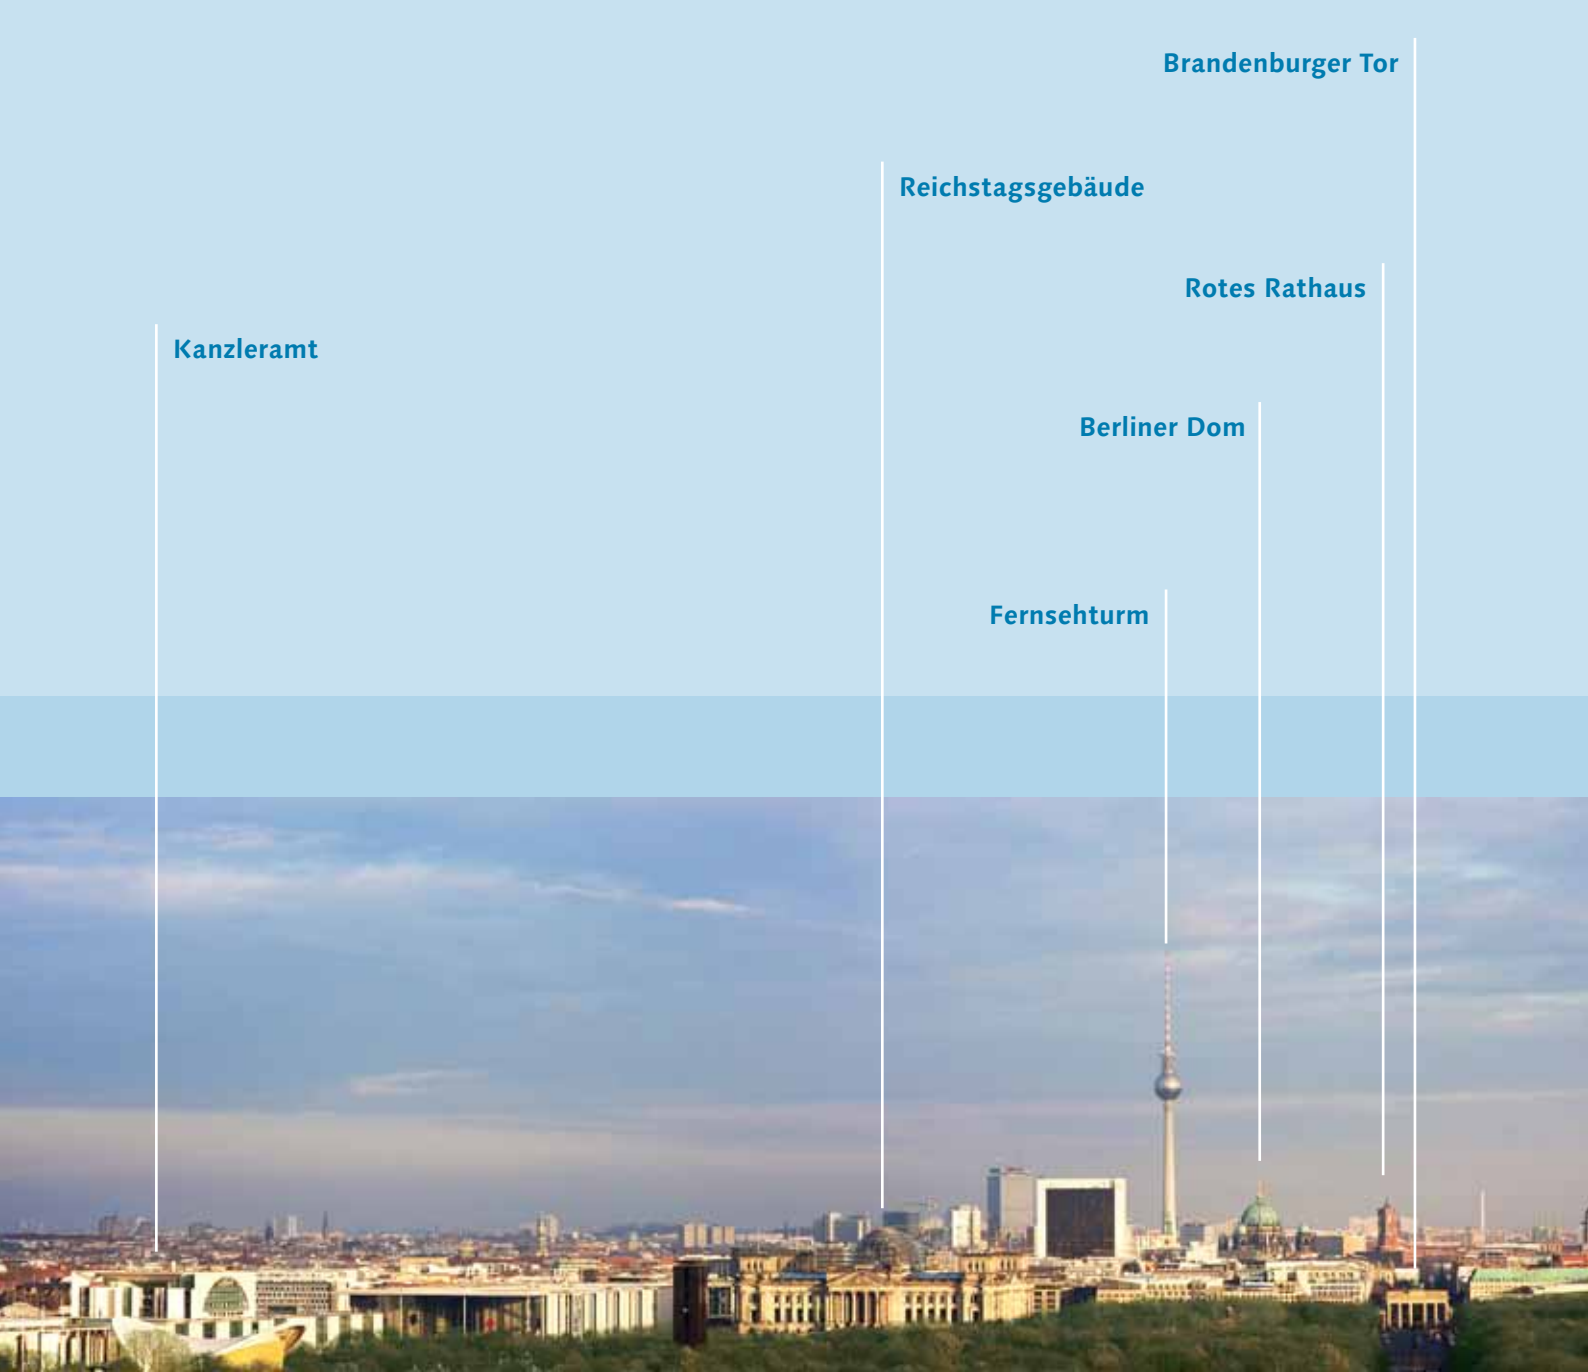 Brandenburger Tor
Reichstagsgebäude
Rotes Rathaus
Kanzleramt
Berliner Dom
Fernsehturm